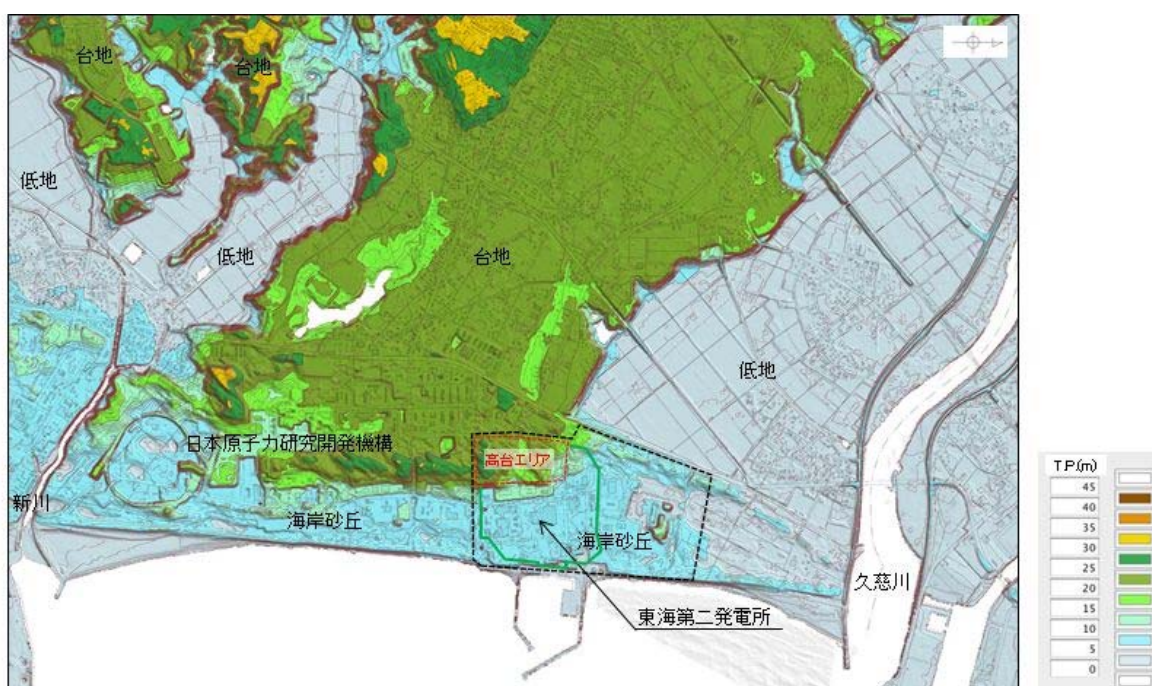 台地
台地
低地
低地
台地
低地
日本原子力研究開発機構
高台エリア
新川
海岸砂丘
海岸砂丘
久慈川
東海第二発電所
T.P.(m)
45
40
35
30
25
20
15
10
5
0